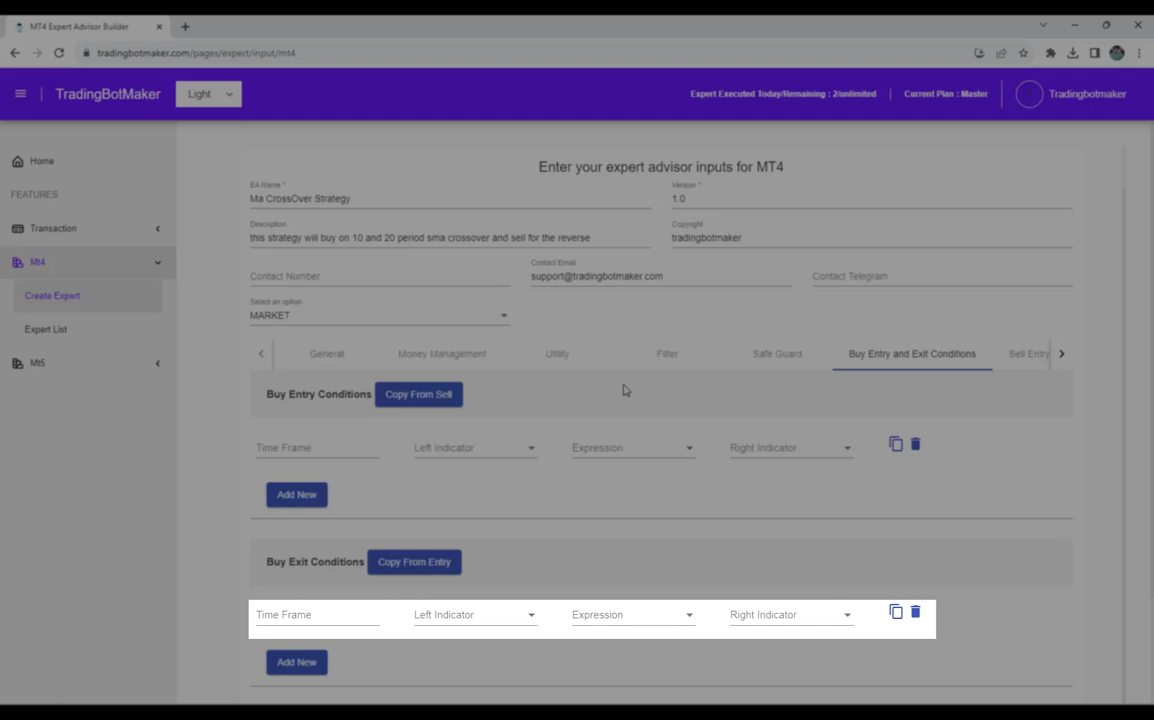 MT4 Expert Advisor Builder
tradingbotmaker.com/pages/expert/input/mt4
TradingBotMaker
Light
Expert Executed Today/Remaining : 2/unlimited
Current Plan : Master
Tradingbotmaker
Home
FEATURES
Transaction
Mt4
Create Expert
Expert List
Mt5
Enter your expert advisor inputs for MT4
EA Name *
Ma CrossOver Strategy
Version *
1.0
Description
this strategy will buy on 10 and 20 period sma crossover and sell for the reverse
Copyright
tradingbotmaker
Contact Number
Contact Email
support@tradingbotmaker.com
Contact Telegram
Select an option
MARKET
General Money Management Utility Filter Safe Guard Buy Entry and Exit Conditions Sell Entry
Buy Entry Conditions Copy From Sell
Time Frame Left Indicator Expression Right Indicator
Add New
Buy Exit Conditions Copy From Entry
Time Frame Left Indicator Expression Right Indicator
Add New